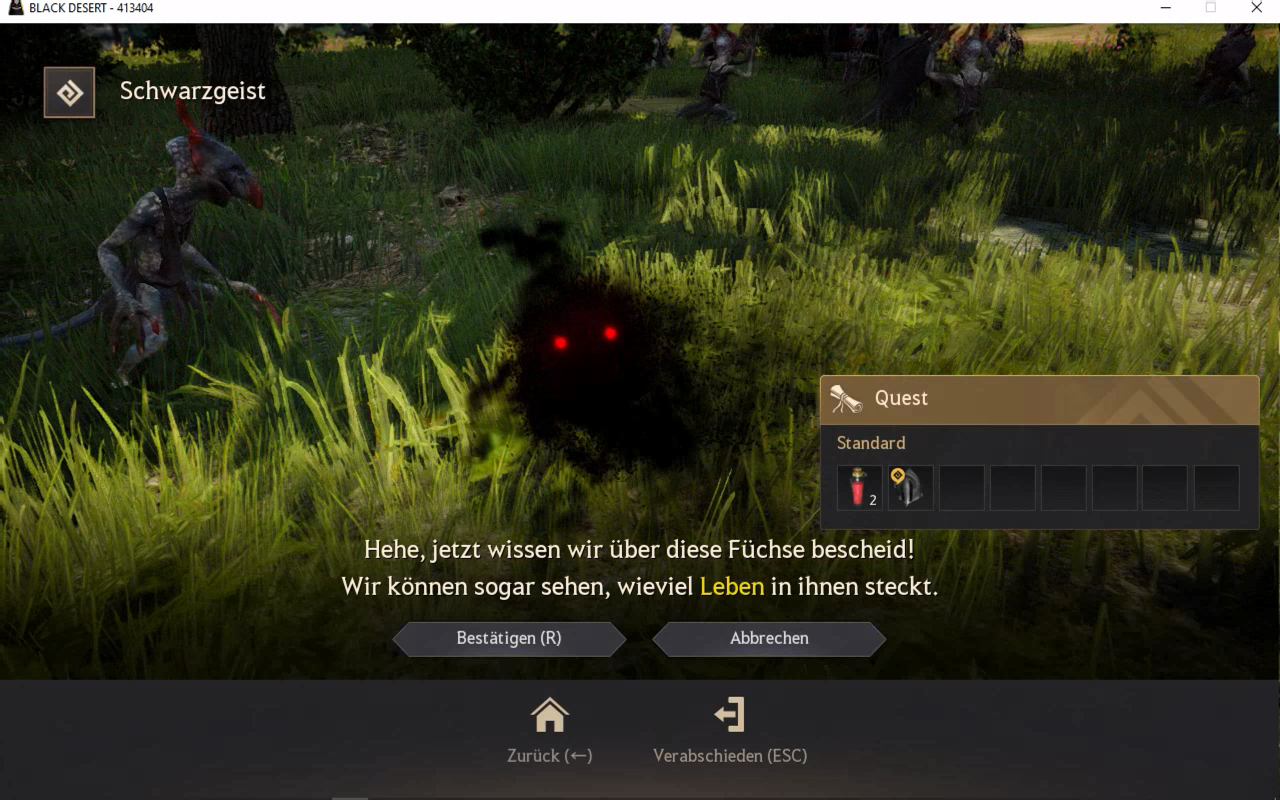 BLACK DESERT - 413404
Schwarzgeist
Quest
Standard
2
Hehe, jetzt wissen wir über diese Füchse bescheid!
Wir können sogar sehen, wieviel Leben in ihnen steckt.
Bestätigen (R)
Abbrechen
Zurück (←)
Verabschieden (ESC)